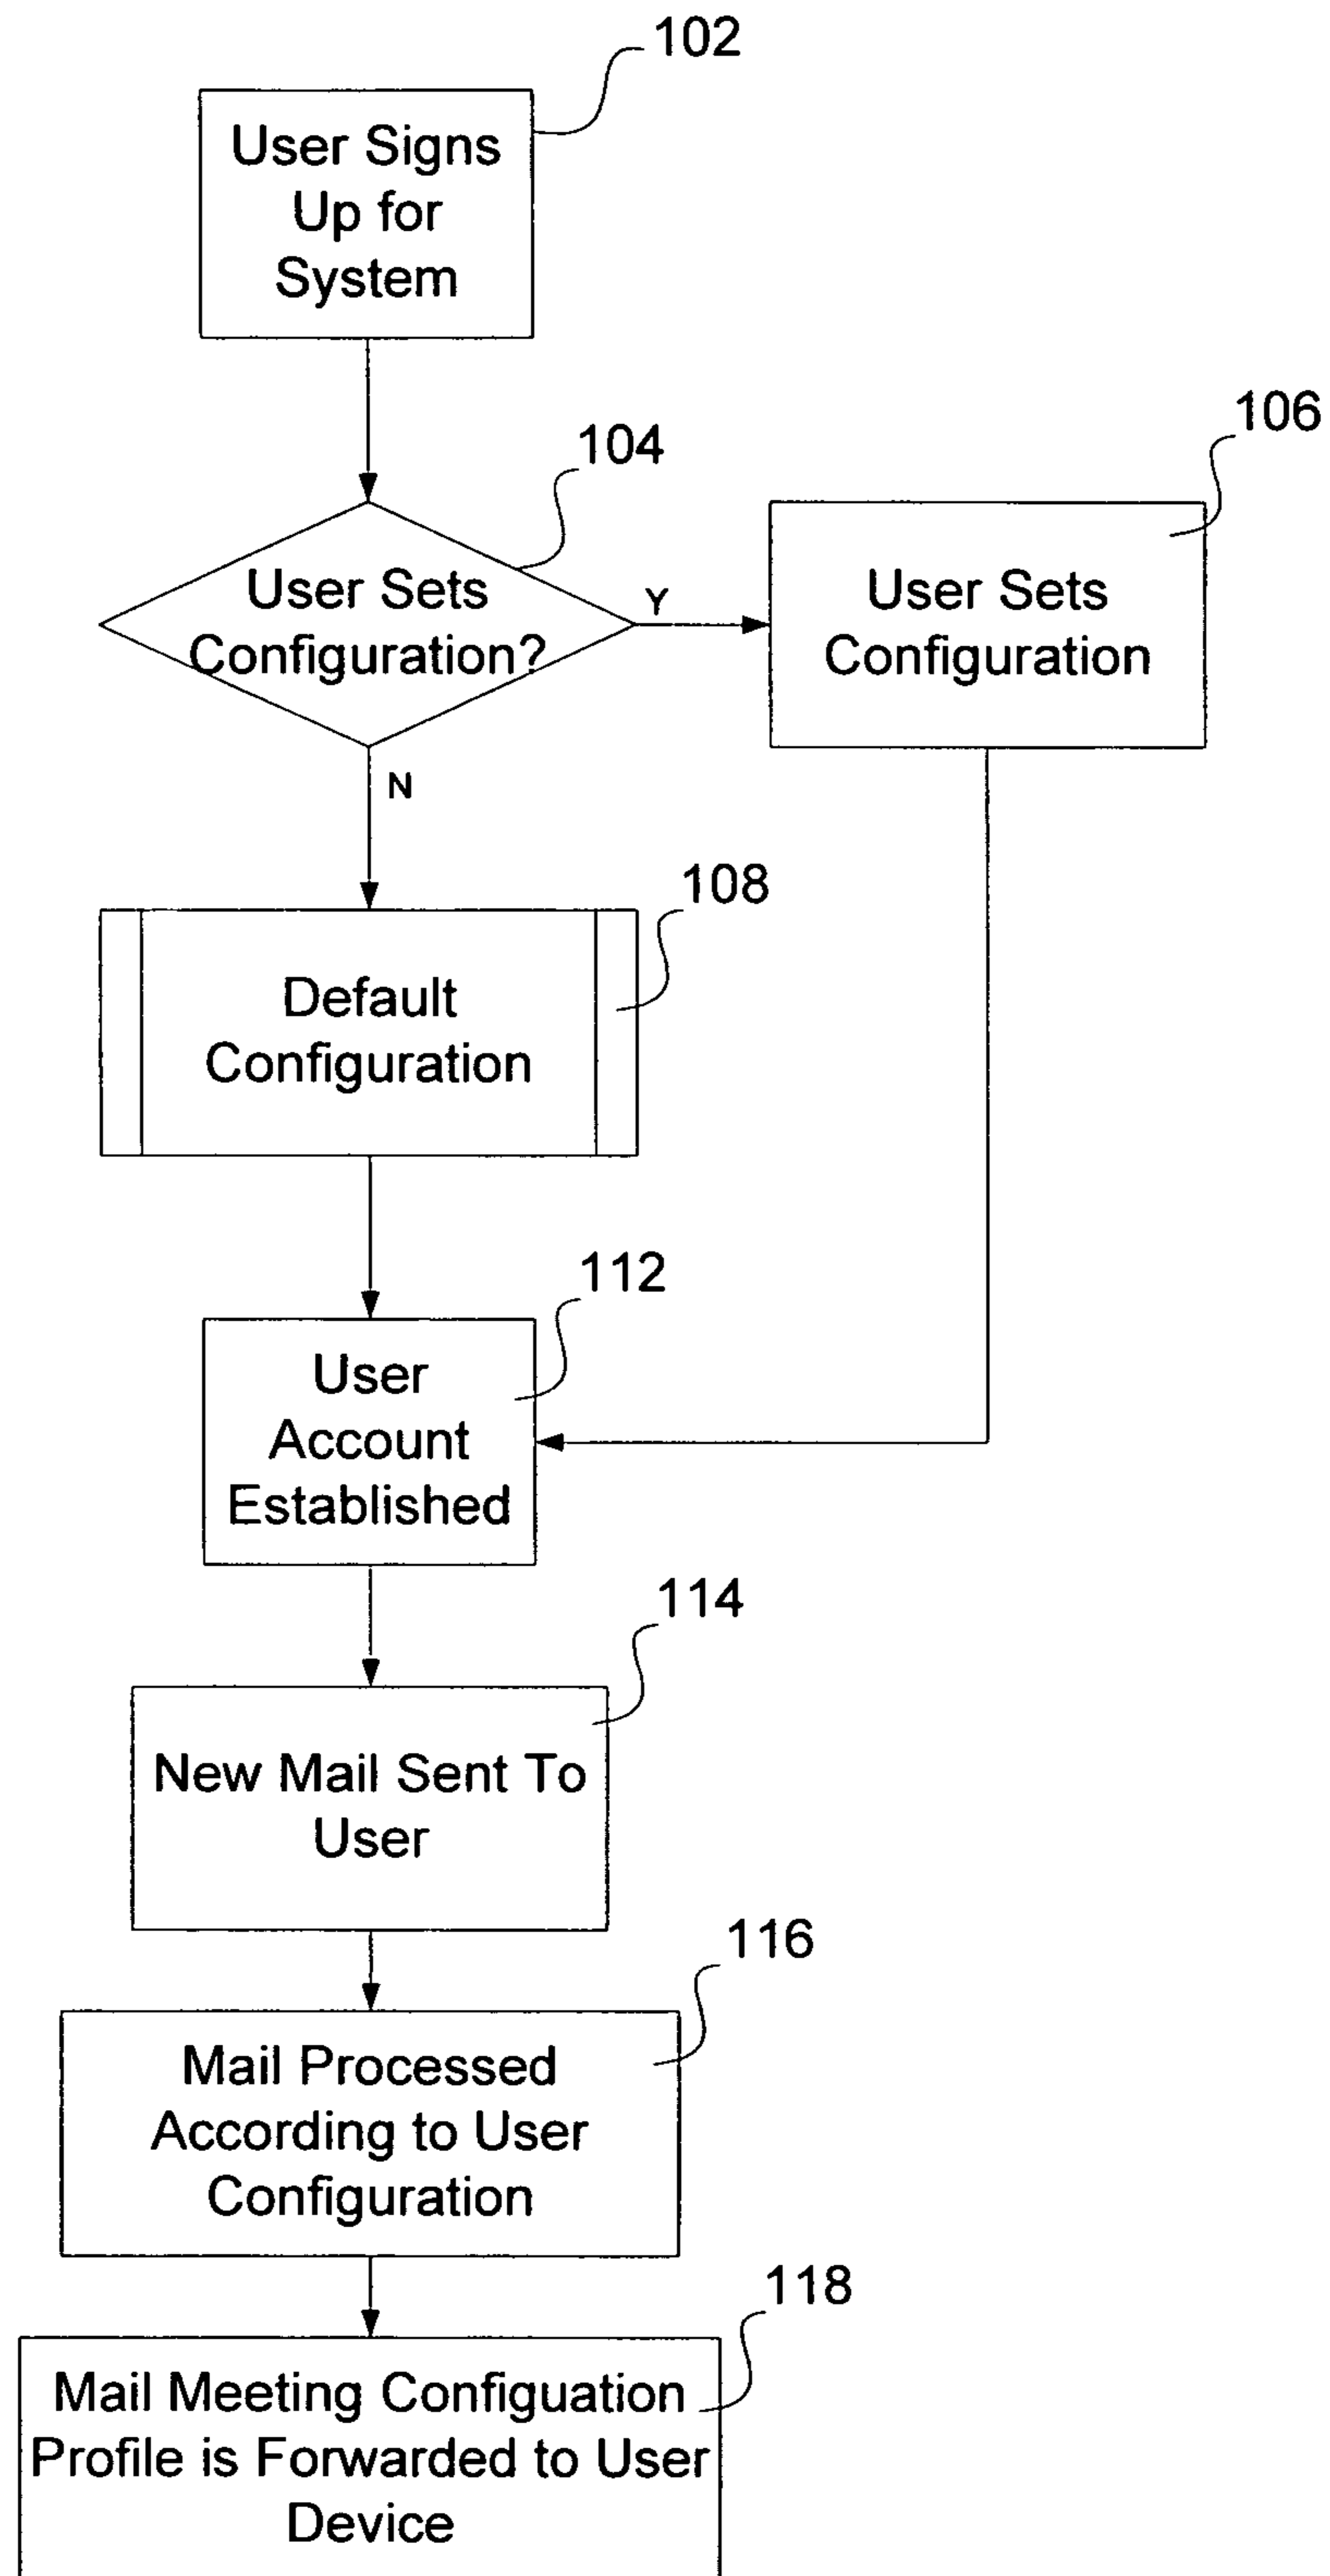 102
User Signs
Up for
System
104
User Sets
Configuration?
Y
N
106
User Sets
Configuration
108
Default
Configuration
112
User
Account
Established
114
New Mail Sent To
User
116
Mail Processed
According to User
Configuration
118
Mail Meeting Configuation
Profile is Forwarded to User
Device